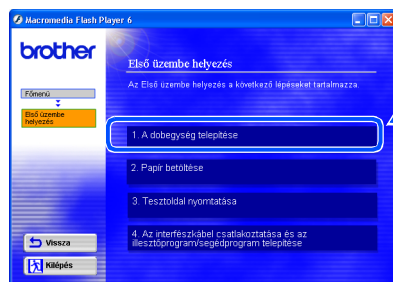 Macromedia Flash Player 6
brother
Első üzembe helyezés
Az Első üzembe helyezés a következő lépéseket tartalmazza.
Főmenü
Első üzembe
helyezés
1. A dobegység telepítése
4
2. Papír betöltése
3. Tesztoldal nyomtatása
4. Az interfészkábel csatlakoztatása és az
illesztőprogram/segédprogram telepítése
Vissza
Kilépés